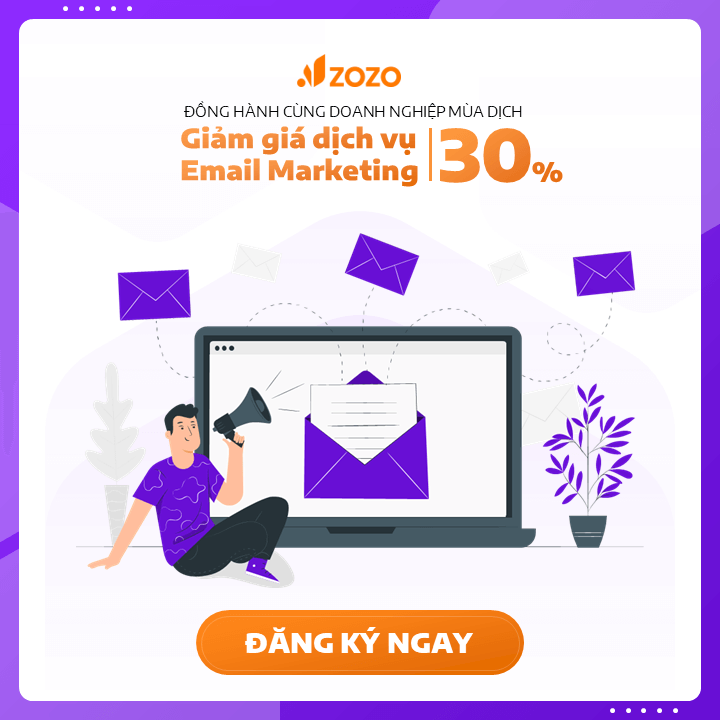 ZOZO
ĐỒNG HÀNH CÙNG DOANH NGHIỆP MÙA DỊCH
Giảm giá dịch vụ
Email Marketing
30%
ĐĂNG KÝ NGAY